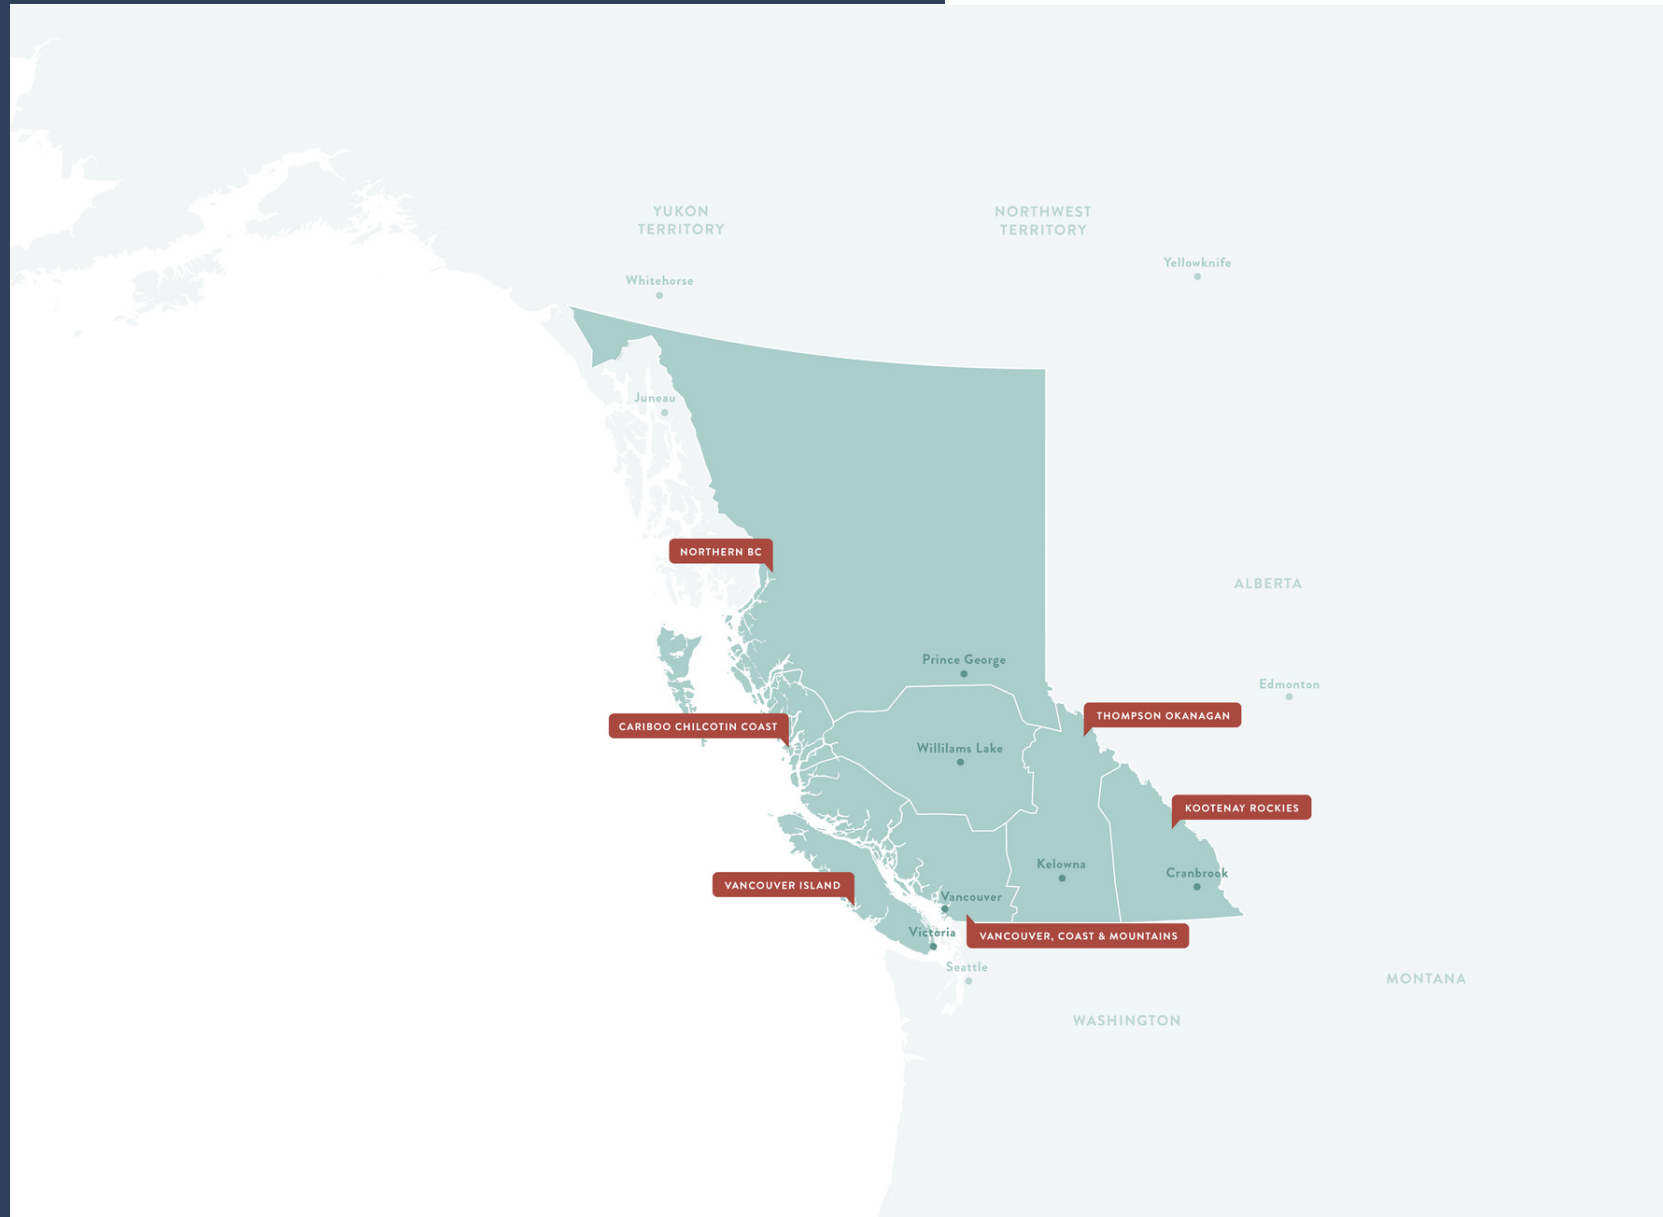 YUKON
TERRITORY
NORTHWEST
TERRITORY
Yellowknife
Whitehorse
Juneau
NORTHERN BC
ALBERTA
Prince George
Edmonton
THOMPSON OKANAGAN
CARIBOO CHILCOTIN COAST
Willilams Lake
KOOTENAY ROCKIES
Kelowna
Cranbrook
VANCOUVER ISLAND
Vancouver
Victoria
VANCOUVER, COAST & MOUNTAINS
Seattle
MONTANA
WASHINGTON